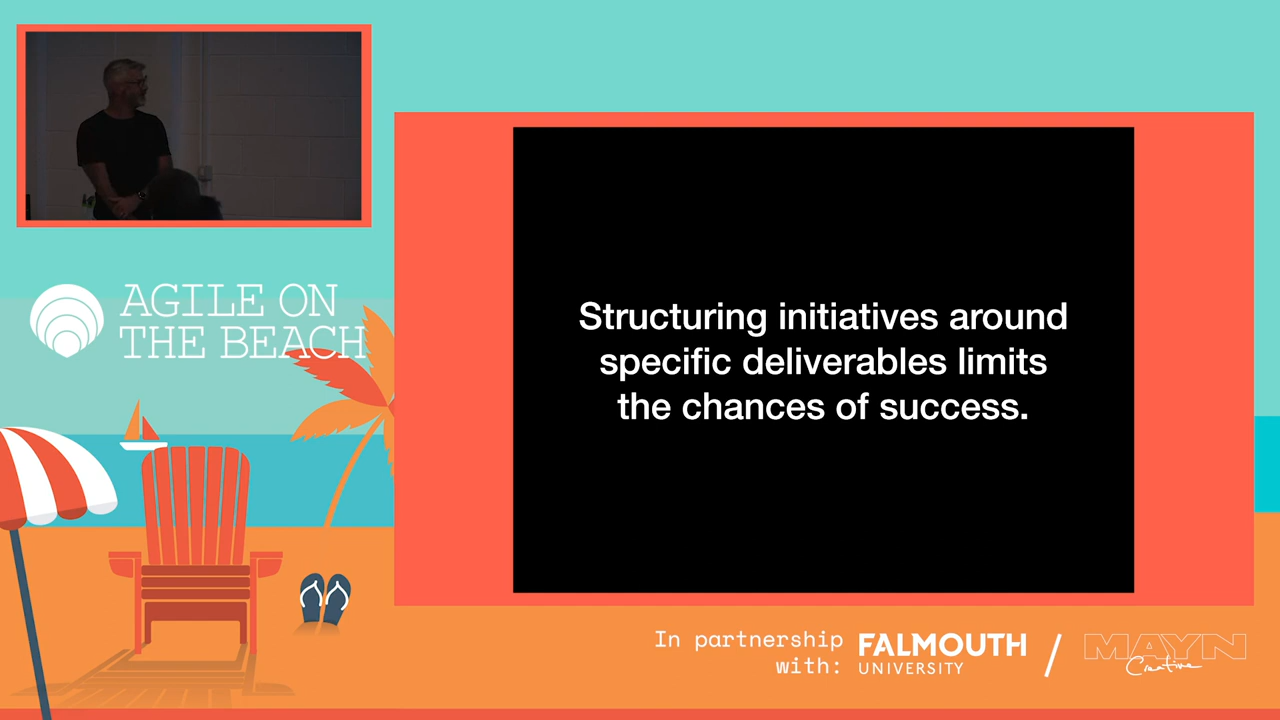 AGILE ON
THE BEACH
Structuring initiatives around
specific deliverables limits
the chances of success.
In partnership
with:
FALMOUTH
UNIVERSITY
/
MAYN
Creative